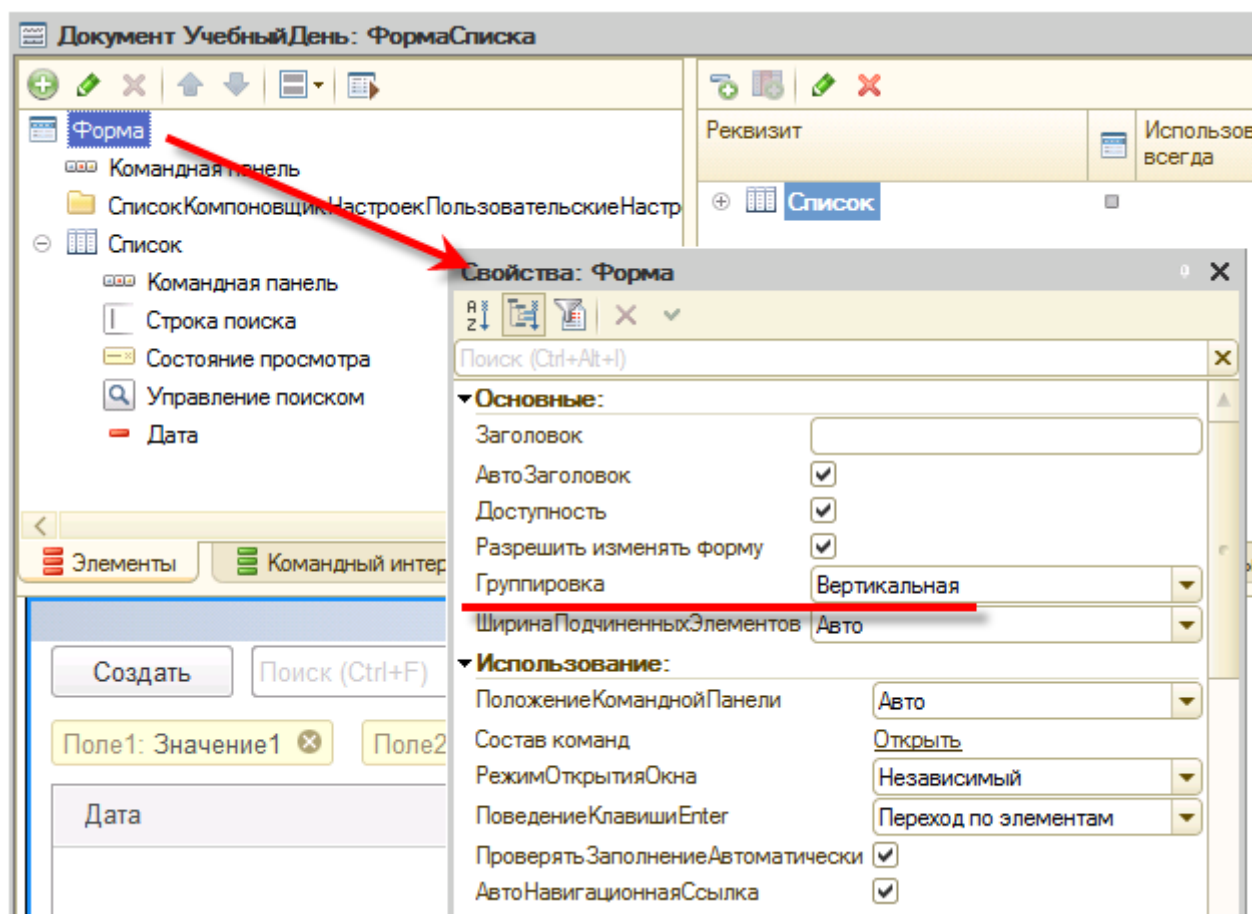 Документ УчебныйДень: ФормаСписка
Форма
Командная панель
СписокКомпоновщикНастроекПользовательскиеНастр
Список
Командная панель
Строка поиска
Состояние просмотра
Управление поиском
Дата
Элементы
Командный интер
Реквизит
Использов
всегда
Список
Свойства: Форма
Поиск (Ctrl+Alt+I)
Основные:
Заголовок
АвтоЗаголовок
Доступность
Разрешить изменять форму
Группировка Вертикальная
ШиринаПодчиненныхЭлементов Авто
Использование:
ПоложениеКоманднойПанели Авто
Состав команд Открыть
РежимОткрытияОкна Независимый
ПоведениеКлавишиEnter Переход по элементам
ПроверятьЗаполнениеАвтоматически
АвтоНавигационнаяСсылка
Создать Поиск (Ctrl+F)
Поле1: Значение1 Поле2
Дата